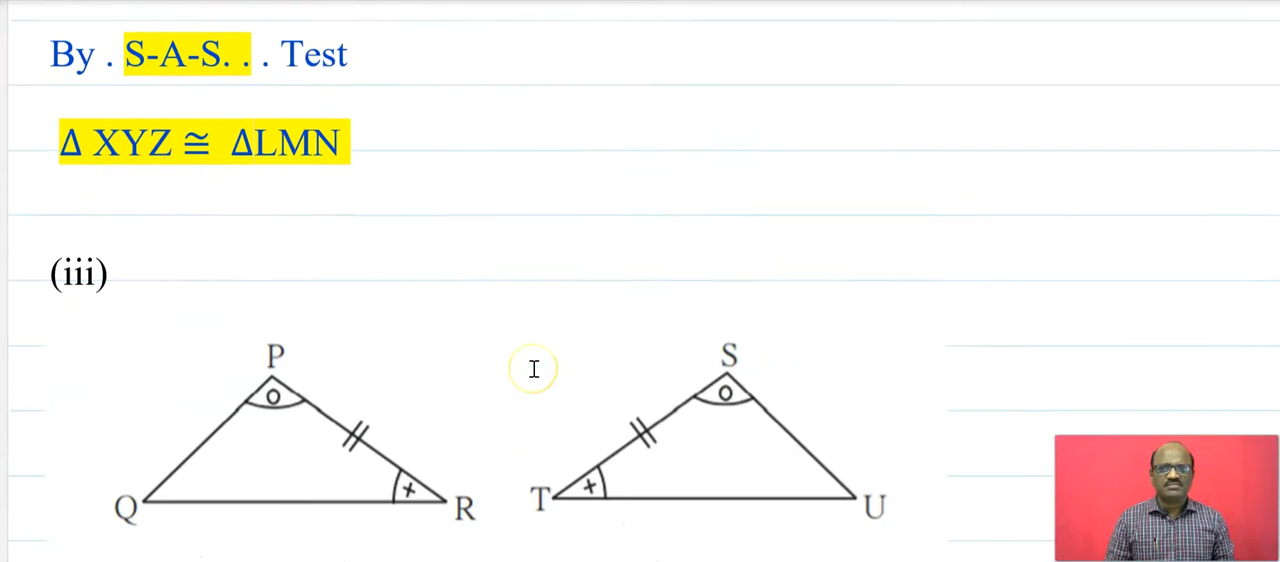 By . S-A-S. . . Test
Δ XYZ ≅ ΔLMN
(iii)
P
S
o
o
+
+
Q
R
T
U